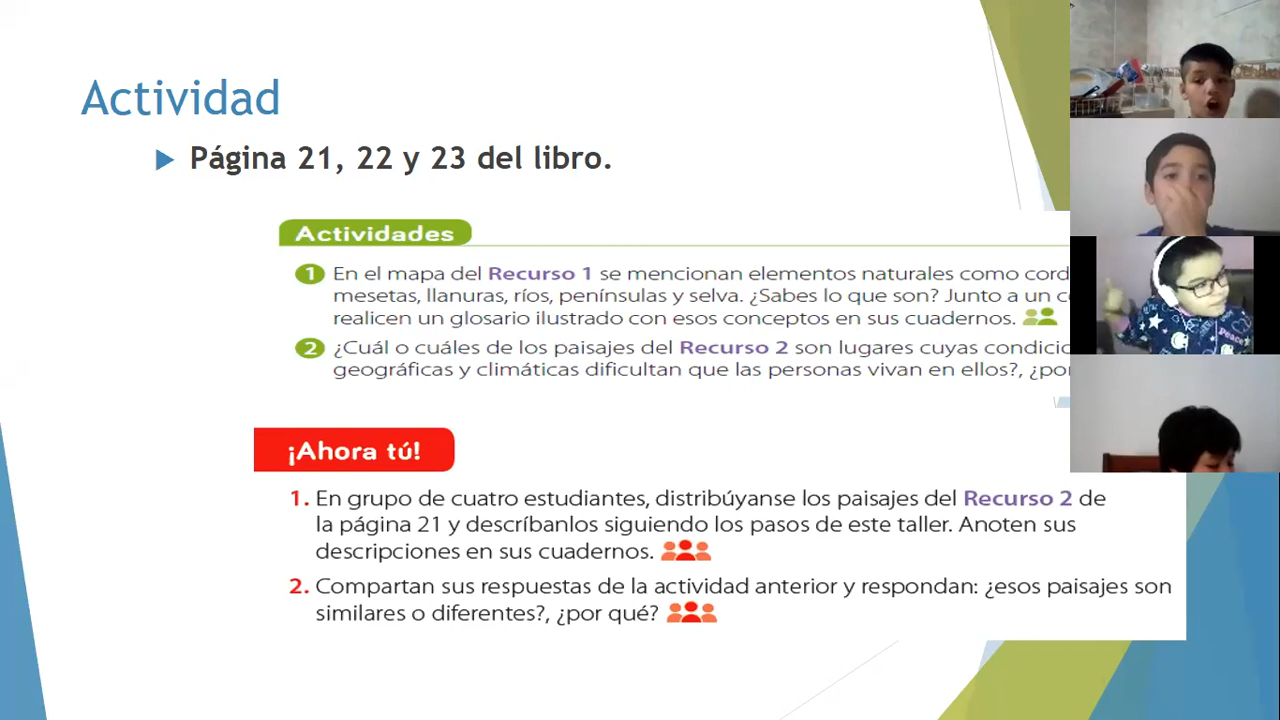 Actividad
Página 21, 22 y 23 del libro.
Actividades
1 En el mapa del Recurso 1 se mencionan elementos naturales como
mesetas, llanuras, ríos, penínsulas y selva. ¿Sabes lo que son? Junto a un
realicen un glosario ilustrado con esos conceptos en sus cuadernos.
2 ¿Cuál o cuáles de los paisajes del Recurso 2 son lugares cuyas
geográficas y climáticas dificultan que las personas vivan en ellos?,
¡Ahora tú!
1. En grupo de cuatro estudiantes, distribúyanse los paisajes del Recurso 2 de
la página 21 y descríbanlos siguiendo los pasos de este taller. Anoten sus
descripciones en sus cuadernos.
2. Compartan sus respuestas de la actividad anterior y respondan: ¿esos paisajes son
similares o diferentes?, ¿por qué?